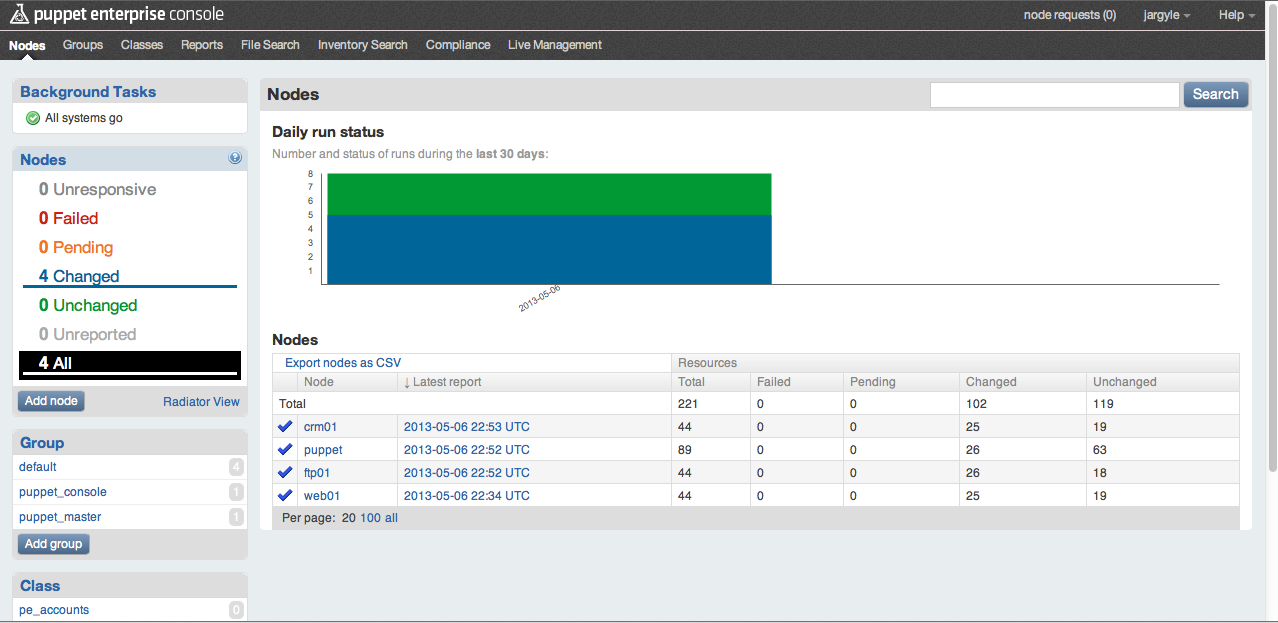 puppet enterprise console
node requests (0) jargyle Help
Nodes Groups Classes Reports File Search Inventory Search Compliance Live Management
Background Tasks
All systems go
Nodes
0 Unresponsive
0 Failed
0 Pending
4 Changed
0 Unchanged
0 Unreported
4 All
Add node Radiator View
Group
default 4
puppet_console 1
puppet_master 1
Add group
Class
pe_accounts 0
Nodes
Search
Daily run status
Number and status of runs during the last 30 days:
8
7
6
5
4
3
2
1
2013-05-06
Nodes
Export nodes as CSV Resources
Node ↓ Latest report Total Failed Pending Changed Unchanged
Total 221 0 0 102 119
crm01 2013-05-06 22:53 UTC 44 0 0 25 19
puppet 2013-05-06 22:52 UTC 89 0 0 26 63
ftp01 2013-05-06 22:52 UTC 44 0 0 26 18
web01 2013-05-06 22:34 UTC 44 0 0 25 19
Per page: 20 100 all